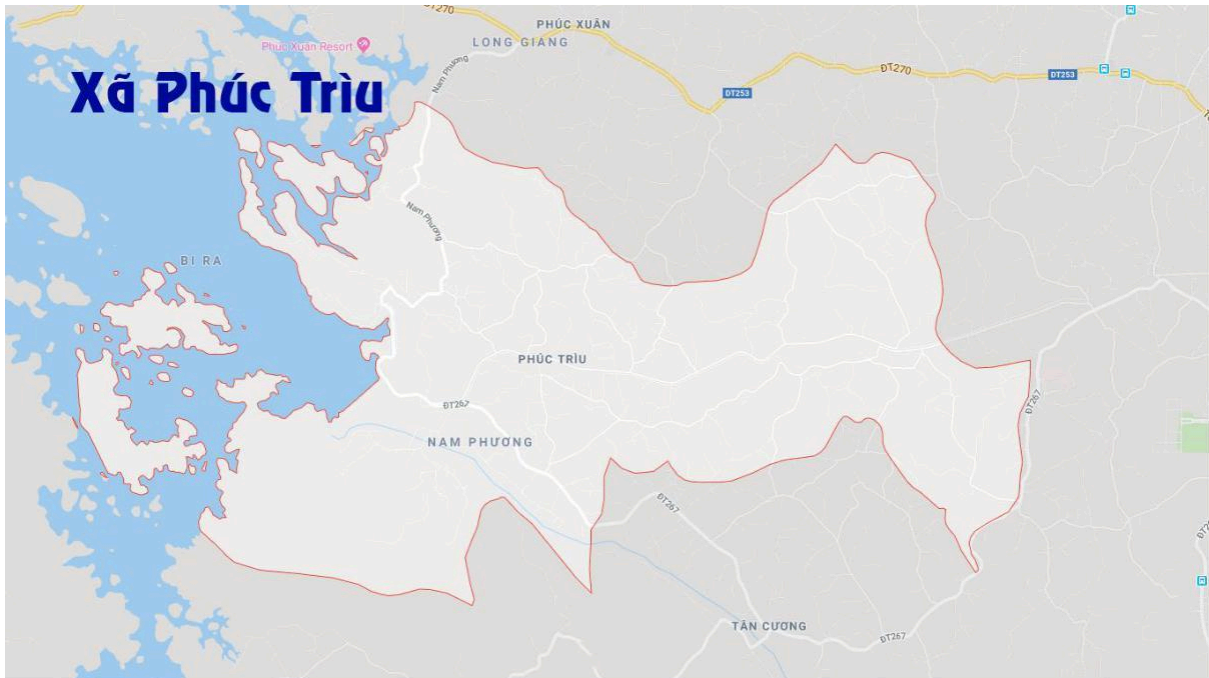 ĐT270
PHÚC XUÂN
LONG GIANG
Phúc Xuân Resort
Nam Phương
ĐT270
ĐT253
ĐT253
Xã Phúc Trìu
Nam Phương
BI RA
PHÚC TRÌU
ĐT267
ĐT267
NAM PHƯƠNG
ĐT267
TÂN CƯƠNG
ĐT267